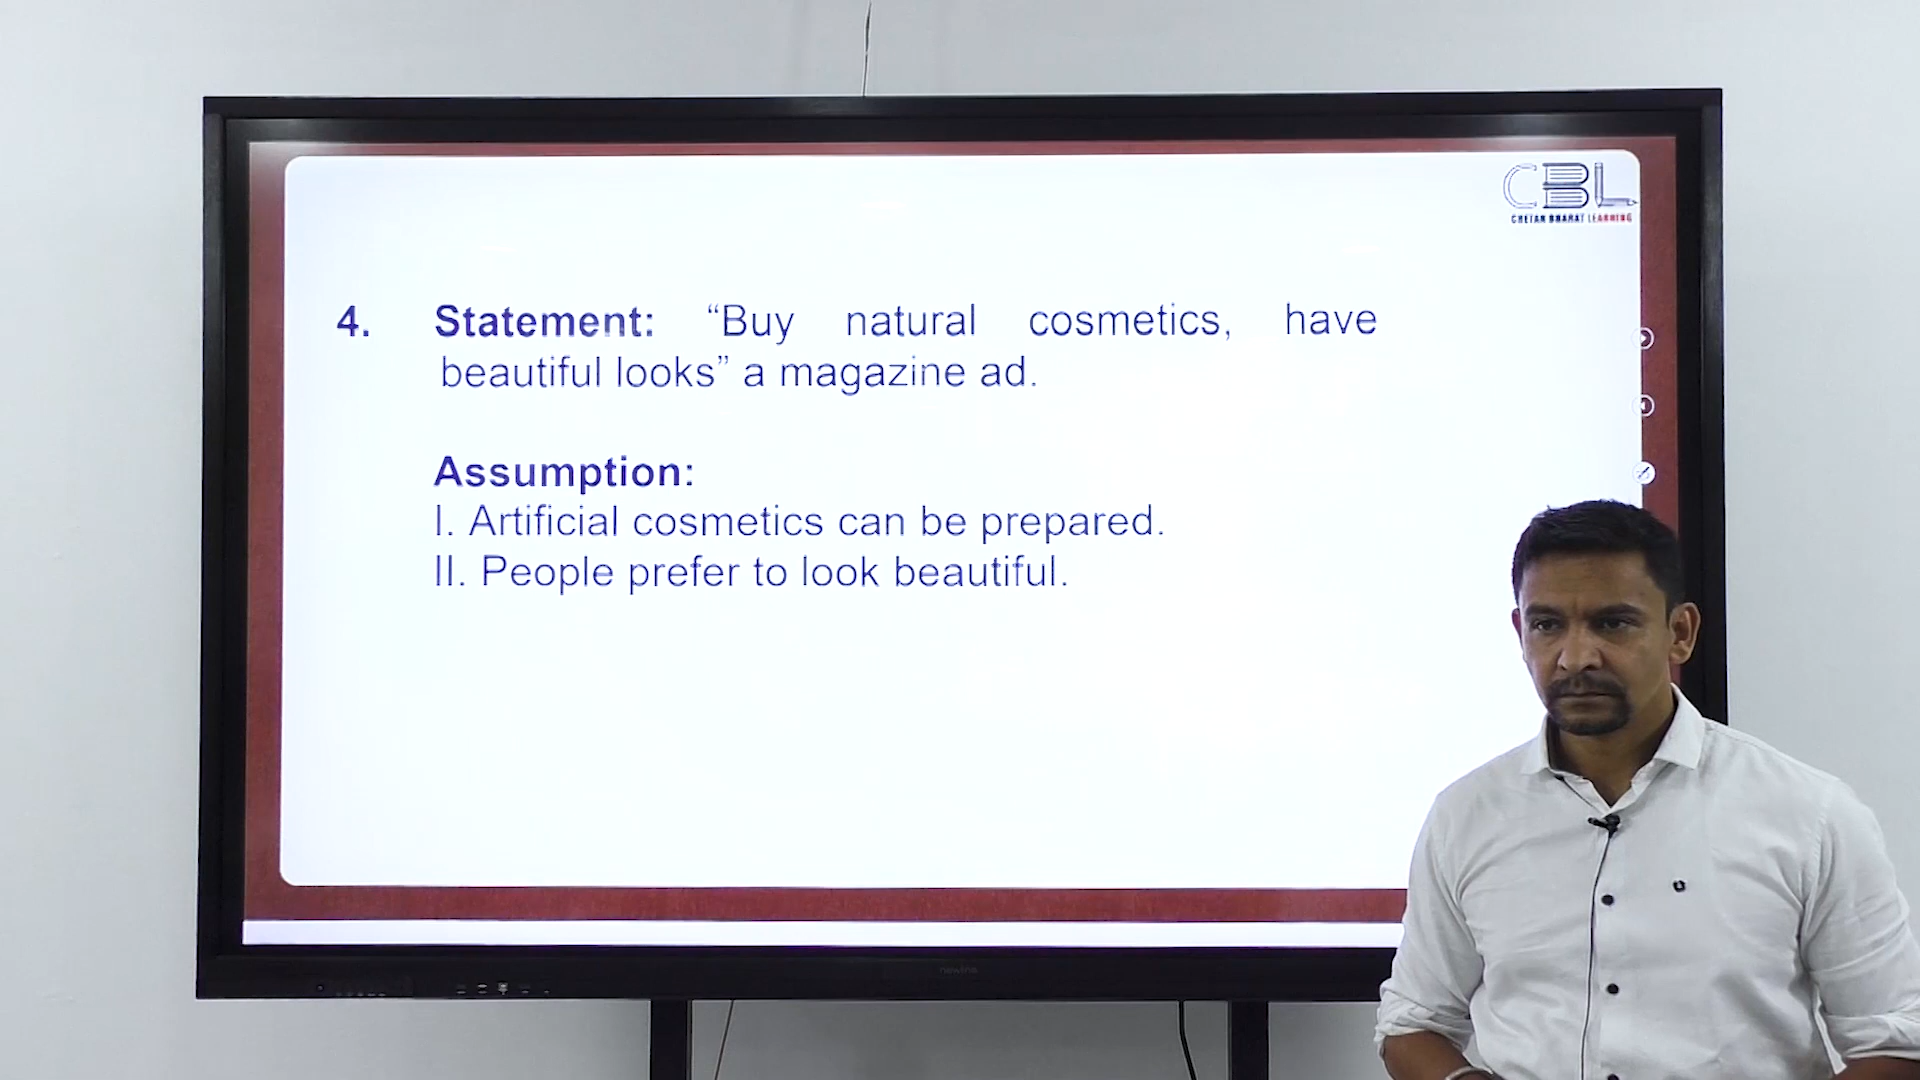 CBL
CHETAN BHARAT LEARNING
4. Statement: “Buy natural cosmetics, have
beautiful looks” a magazine ad.
Assumption:
I. Artificial cosmetics can be prepared.
II. People prefer to look beautiful.
newline